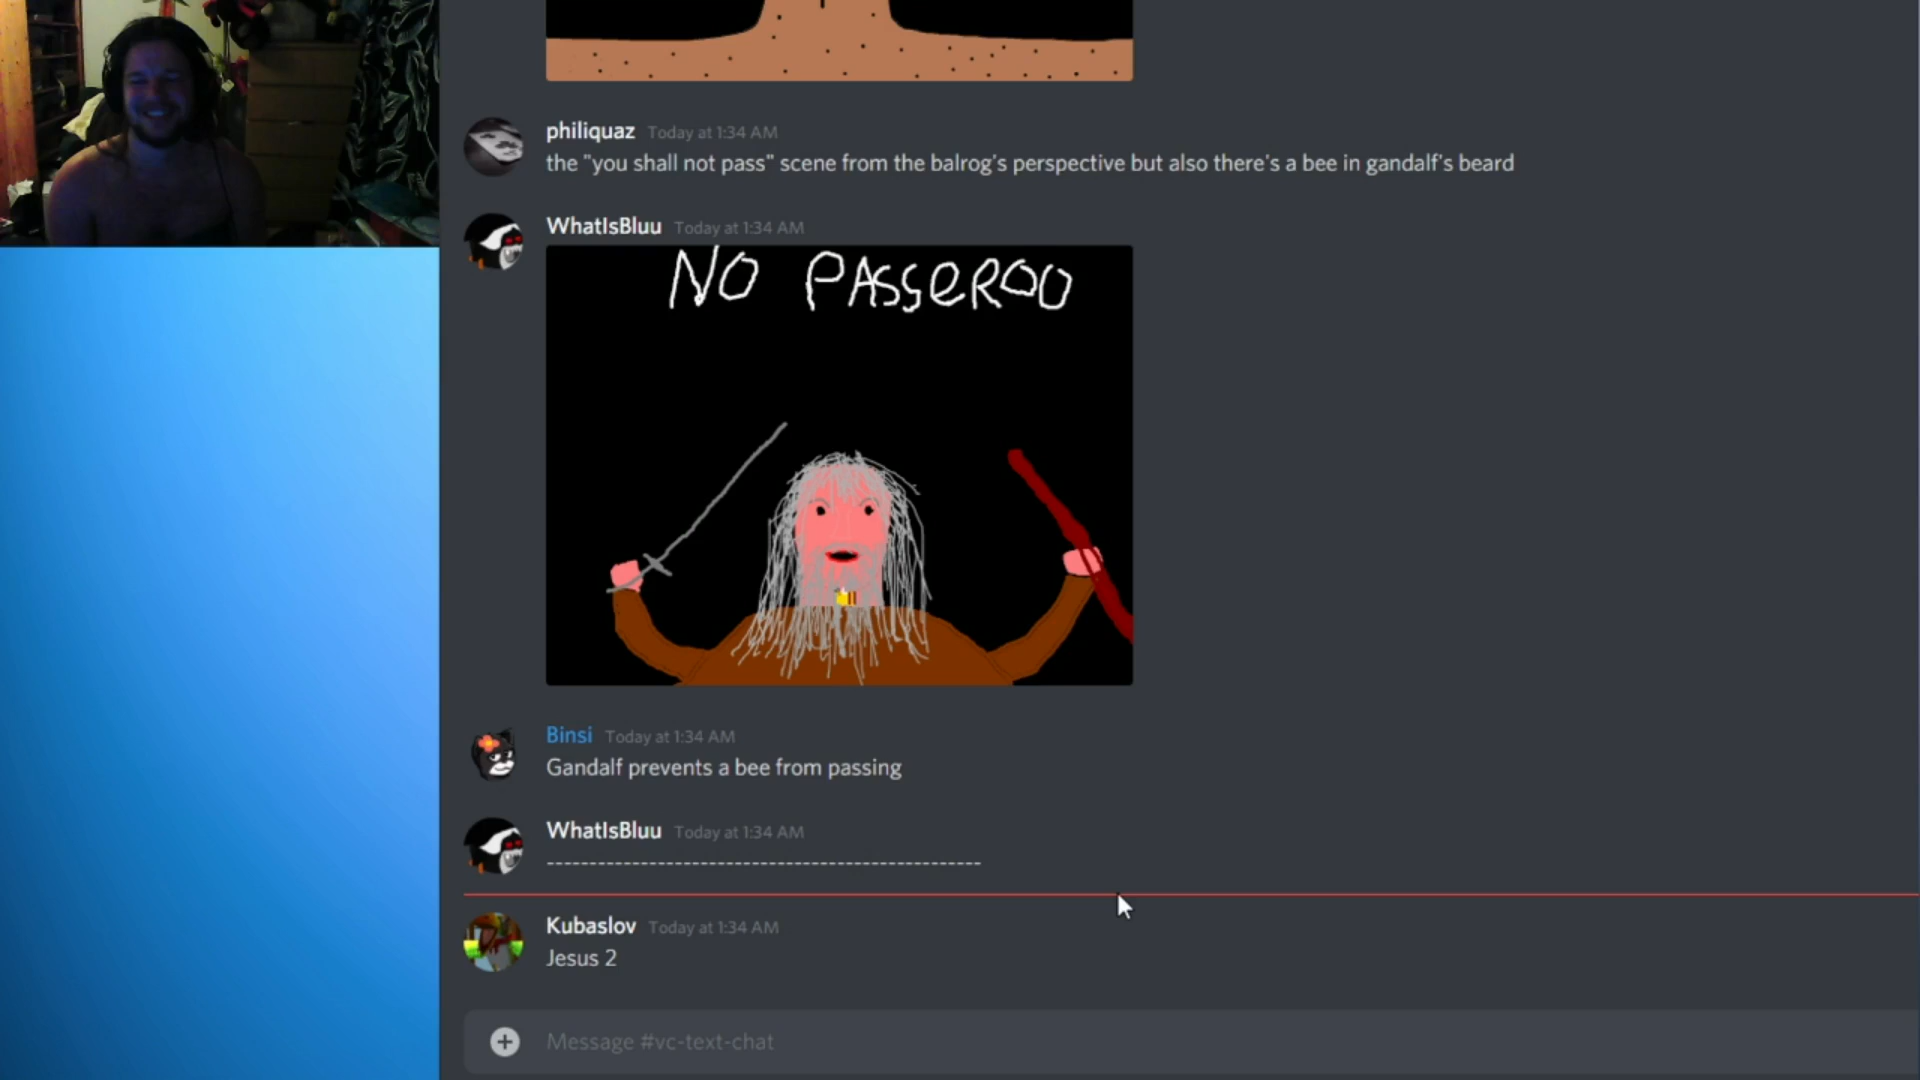 philiquaz Today at 1:34 AM
the "you shall not pass" scene from the balrog's perspective but also there's a bee in gandalf's beard
WhatIsBluu Today at 1:34 AM
NO PASSEROO
Binsi Today at 1:34 AM
Gandalf prevents a bee from passing
WhatIsBluu Today at 1:34 AM
---------------------------------------------------
Kubaslov Today at 1:34 AM
Jesus 2
Message #vc-text-chat